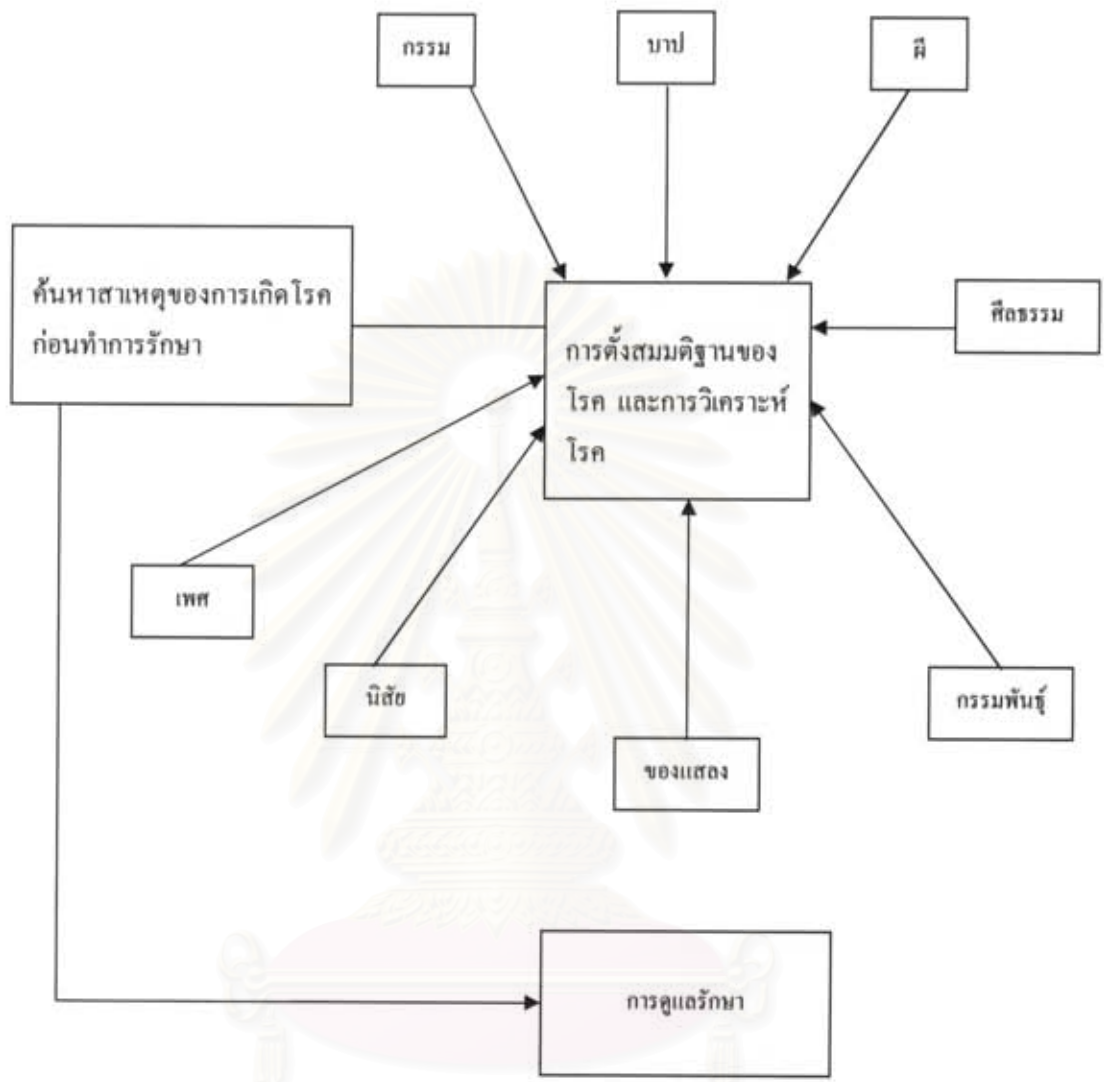 กรรม
บาป
ผี
ค้นหาสาเหตุของการเกิดโรค
ก่อนทำการรักษา
ศีลธรรม
การตั้งสมมติฐานของ
โรค และการวิเคราะห์
โรค
เพศ
นิสัย
กรรมพันธุ์
ของแสลง
การดูแลรักษา